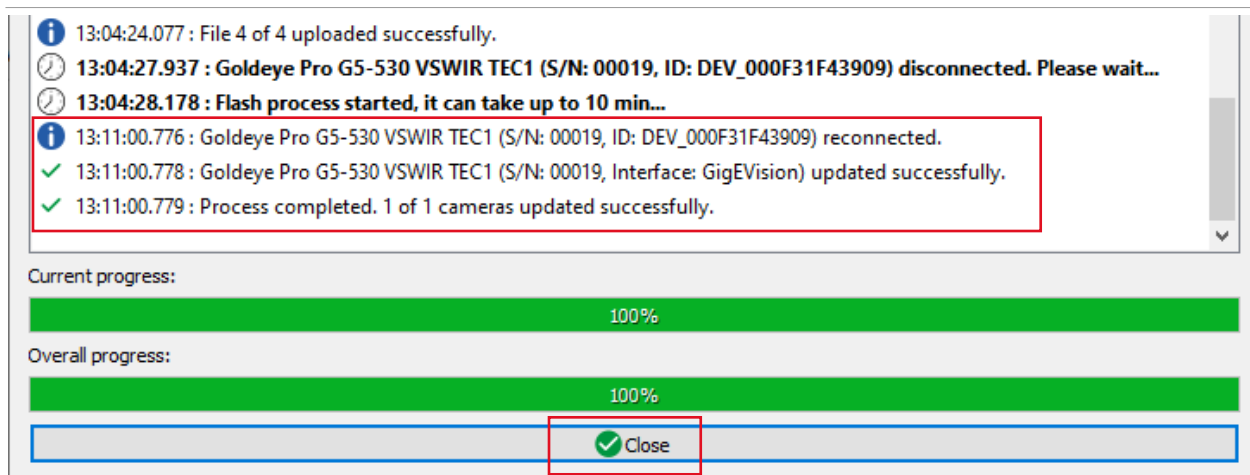 13:04:24.077 : File 4 of 4 uploaded successfully.
13:04:27.937 : Goldeye Pro G5-530 VSWIR TEC1 (S/N: 00019, ID: DEV_000F31F43909) disconnected. Please wait...
13:04:28.178 : Flash process started, it can take up to 10 min...
13:11:00.776 : Goldeye Pro G5-530 VSWIR TEC1 (S/N: 00019, ID: DEV_000F31F43909) reconnected.
13:11:00.778 : Goldeye Pro G5-530 VSWIR TEC1 (S/N: 00019, Interface: GigEVision) updated successfully.
13:11:00.779 : Process completed. 1 of 1 cameras updated successfully.
Current progress:
100%
Overall progress:
100%
Close